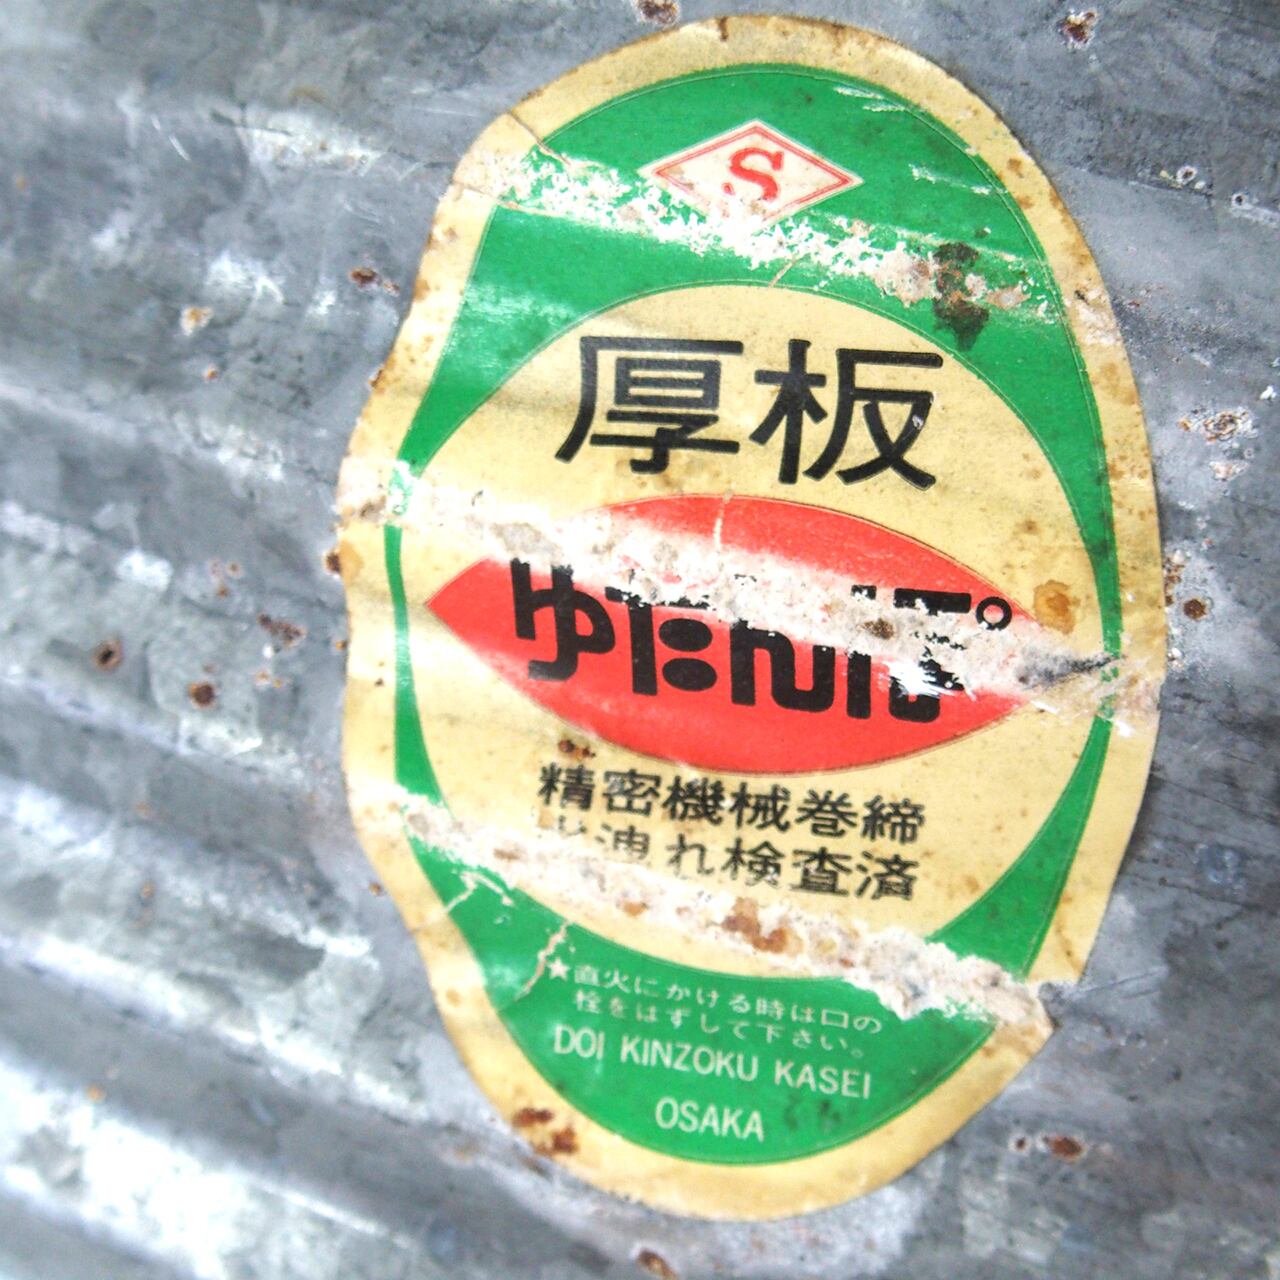 S
厚板
ゆたんぽ
精密機械巻締
洩れ検査済
★直火にかける時は口の
栓をはずして下さい。
DOI KINZOKU KASEI
OSAKA